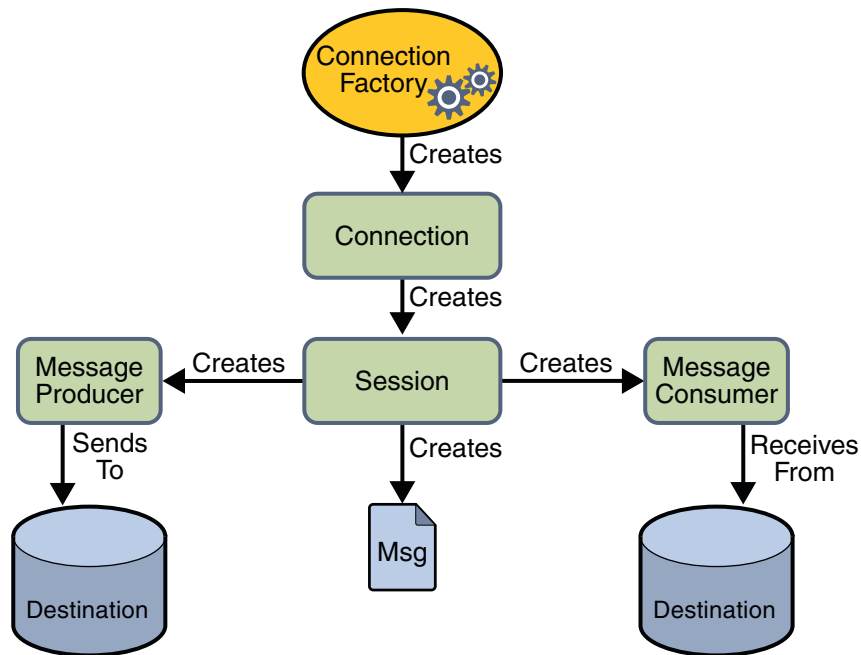 Connection
Factory
Creates
Connection
Creates
Message
Producer
Creates
Session
Creates
Message
Consumer
Sends
To
Creates
Receives
From
Destination
Msg
Destination